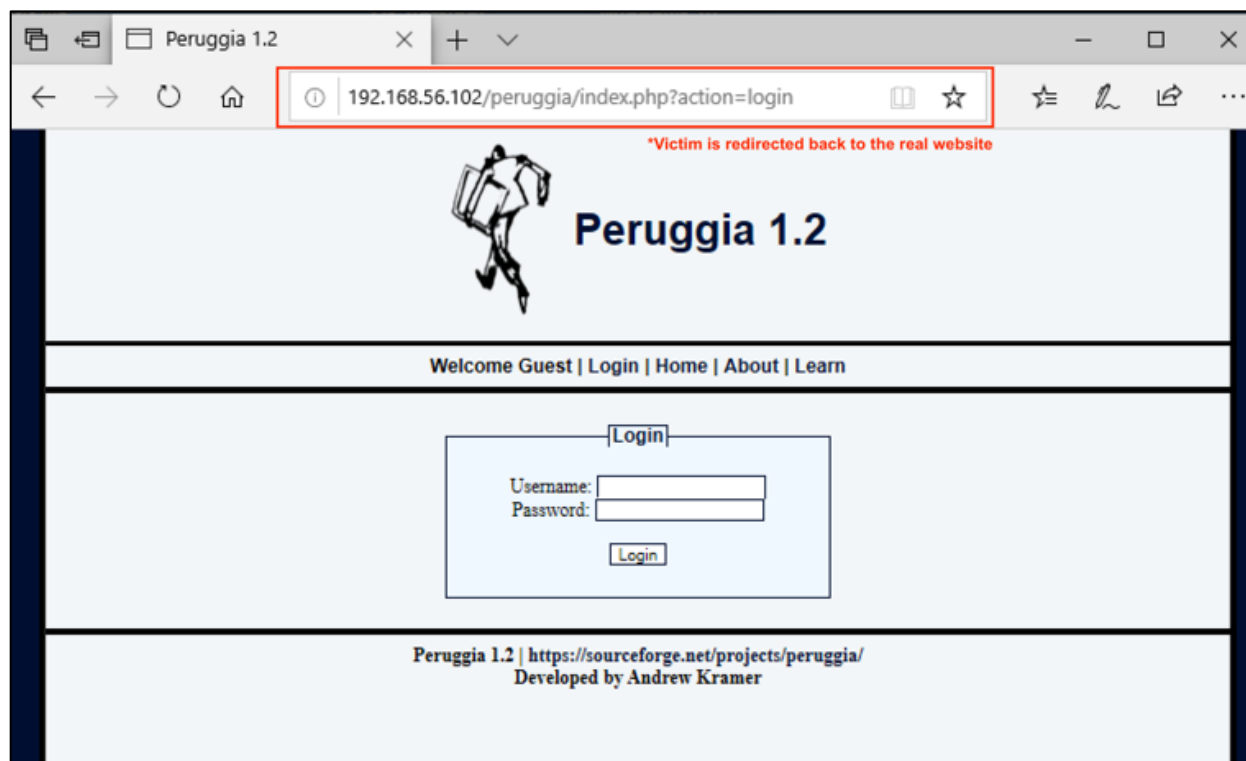 Peruggia 1.2
192.168.56.102/peruggia/index.php?action=login
*Victim is redirected back to the real website
Peruggia 1.2
Welcome Guest | Login | Home | About | Learn
Login
Username:
Password:
Login
Peruggia 1.2 | https://sourceforge.net/projects/peruggia/
Developed by Andrew Kramer